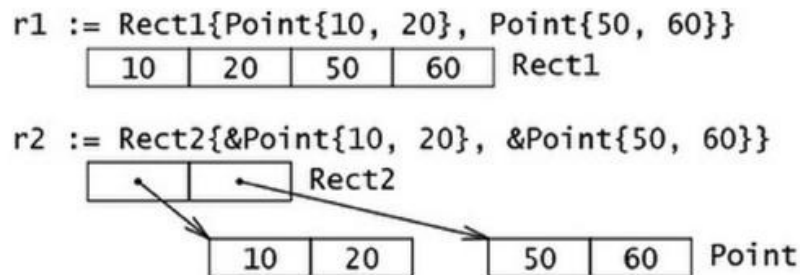 r1 := Rect1{Point{10, 20}, Point{50, 60}}
10 20 50 60 Rect1
r2 := Rect2{&Point{10, 20}, &Point{50, 60}}
Rect2
10 20 50 60 Point